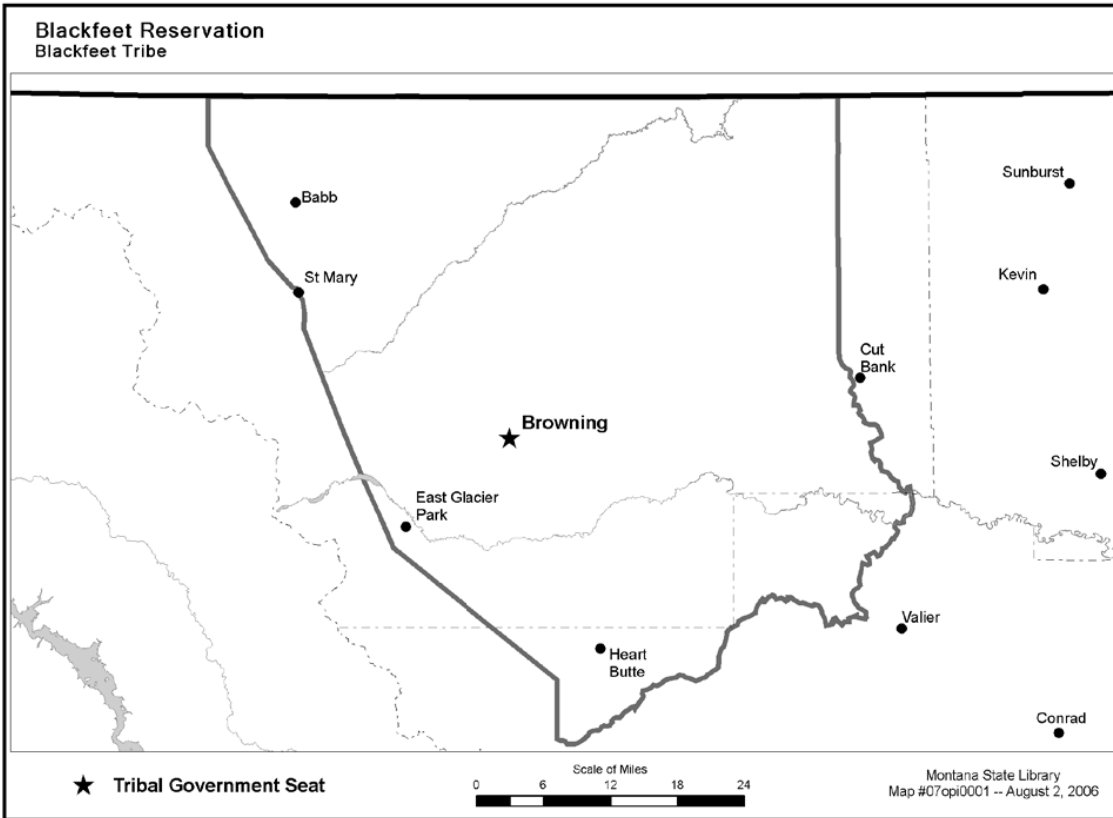 Blackfeet Reservation
Blackfeet Tribe
Sunburst
Babb
St Mary
Kevin
Cut
Bank
Browning
Shelby
East Glacier
Park
Valier
Heart
Butte
Conrad
Tribal Government Seat
Scale of Miles
0 6 12 18 24
Montana State Library
Map #07opi0001 -- August 2, 2006